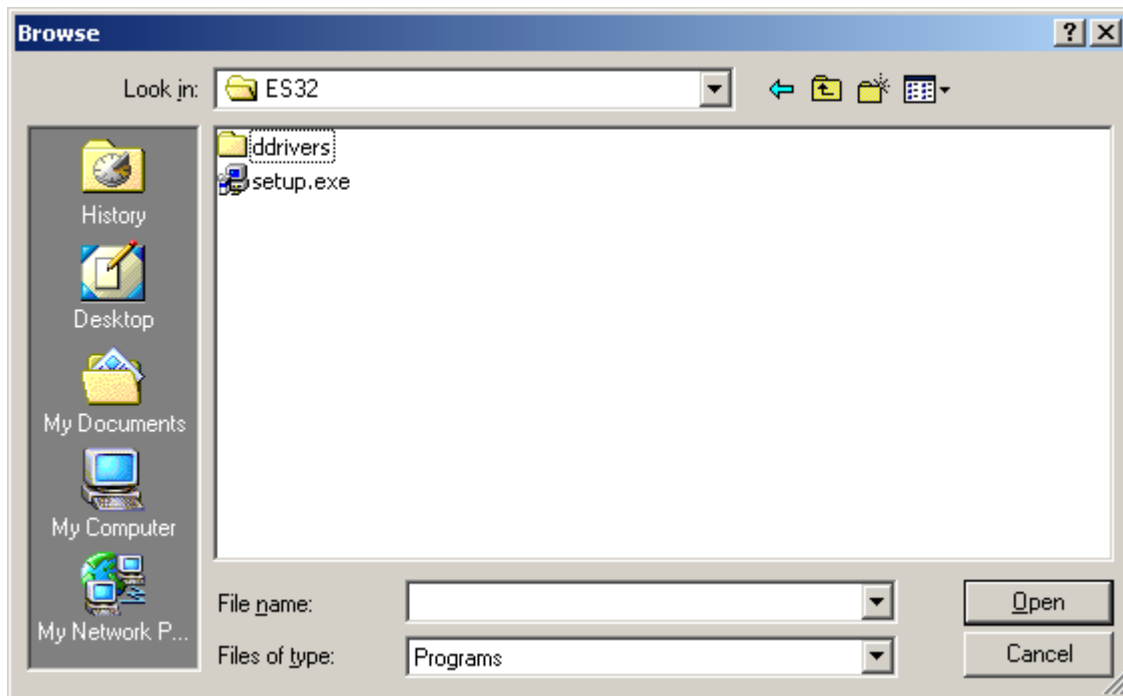 Browse
Look in: ES32
ddrivers
setup.exe
History
Desktop
My Documents
My Computer
My Network P...
File name:
Open
Files of type: Programs
Cancel